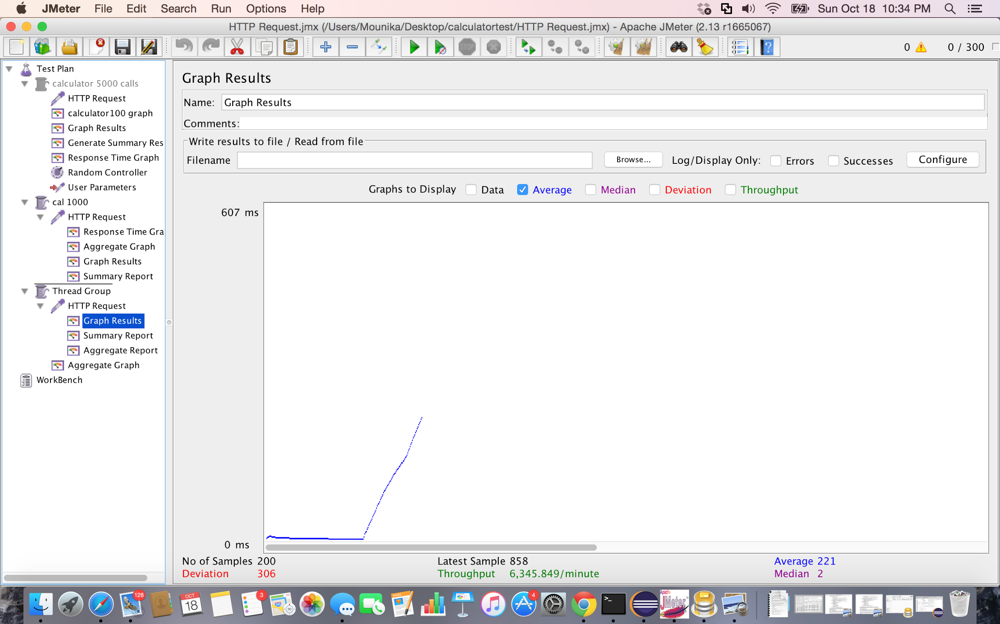 JMeter File Edit Search Run Options Help Sun Oct 18 10:34 PM
HTTP Request.jmx (/Users/Mounika/Desktop/calculatortest/HTTP Request.jmx) - Apache JMeter (2.13 r1665067)
STOP 0 0 / 300
Test Plan
calculator 5000 calls
HTTP Request
calculator100 graph
Graph Results
Generate Summary Res
Response Time Graph
Random Controller
User Parameters
cal 1000
HTTP Request
Response Time Gra
Aggregate Graph
Graph Results
Summary Report
Thread Group
HTTP Request
Graph Results
Summary Report
Aggregate Report
Aggregate Graph
WorkBench
Graph Results
Name: Graph Results
Comments:
Write results to file / Read from file
Filename Browse... Log/Display Only: Errors Successes Configure
Graphs to Display Data Average Median Deviation Throughput
607 ms
0 ms
No of Samples 200 Latest Sample 858 Average 221
Deviation 306 Throughput 6,345.849/minute Median 2
128
OCT
18
3
3D
PAGES
4
>_
Apache
JMeter